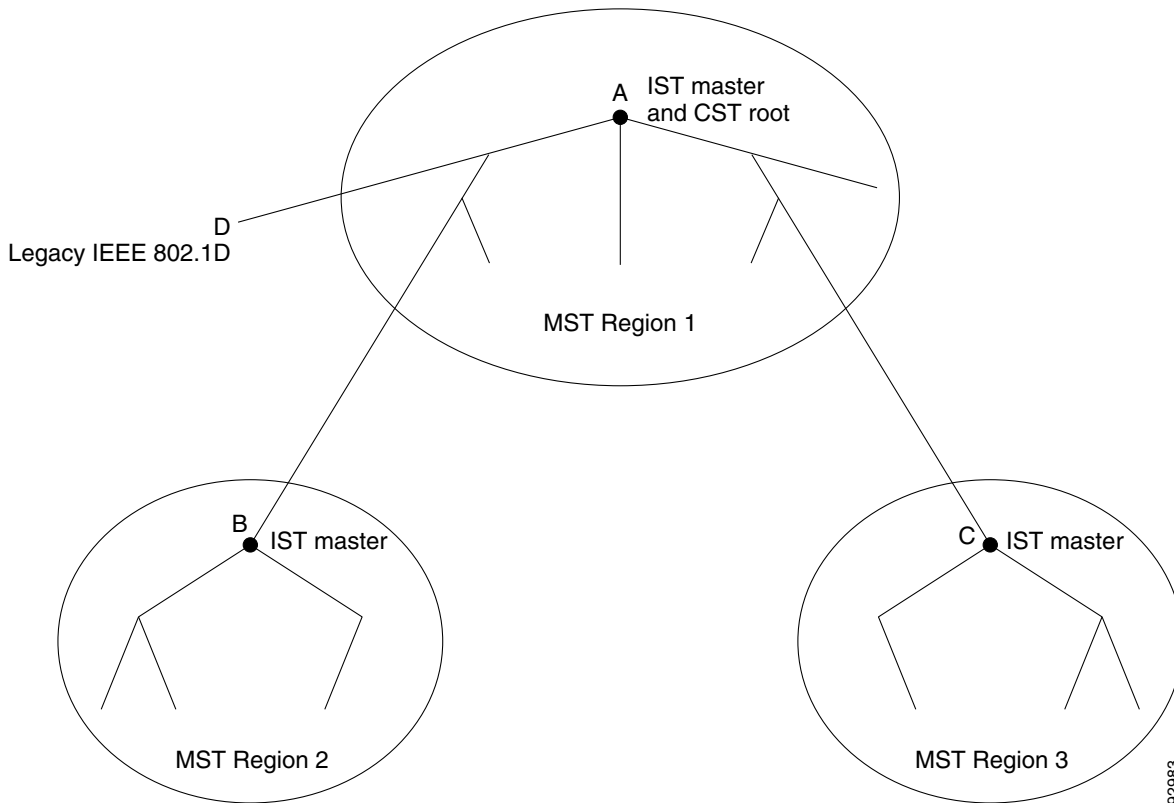 A
IST master
and CST root
D
Legacy IEEE 802.1D
MST Region 1
B
IST master
C
IST master
MST Region 2
MST Region 3
92983